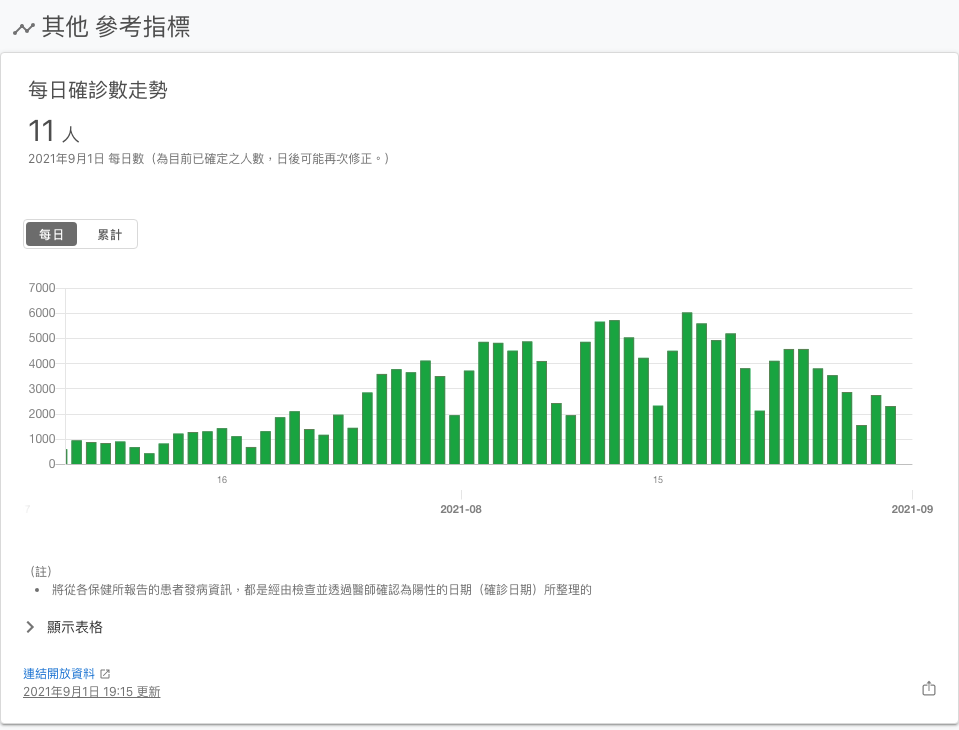 其他 參考指標
每日確診數走勢
11 人
2021年9月1日 每日數（為目前已確定之人數，日後可能再次修正。）
每日 累計
7000
6000
5000
4000
3000
2000
1000
0
16 15
7 2021-08 2021-09
（註）
• 將從各保健所報告的患者發病資訊，都是經由檢查並透過醫師確認為陽性的日期（確診日期）所整理的
顯示表格
連結開放資料
2021年9月1日 19:15 更新